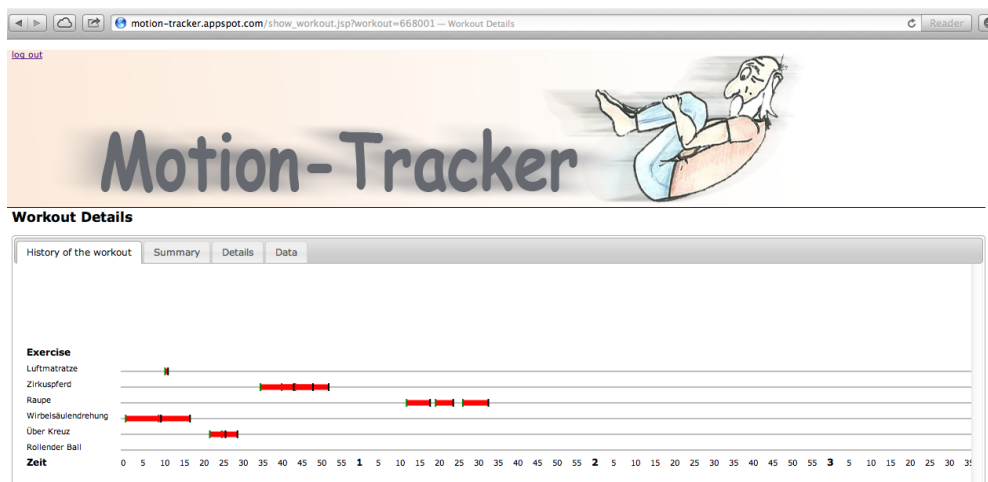 motion-tracker.appspot.com/show_workout.jsp?workout=668001 — Workout Details
Reader
log out
Motion-Tracker
Workout Details
History of the workout Summary Details Data
Exercise
Luftmatratze
Zirkuspferd
Raupe
Wirbelsäulendrehung
Über Kreuz
Rollender Ball
Zeit 0 5 10 15 20 25 30 35 40 45 50 55 1 5 10 15 20 25 30 35 40 45 50 55 2 5 10 15 20 25 30 35 40 45 50 55 3 5 10 15 20 25 30 35